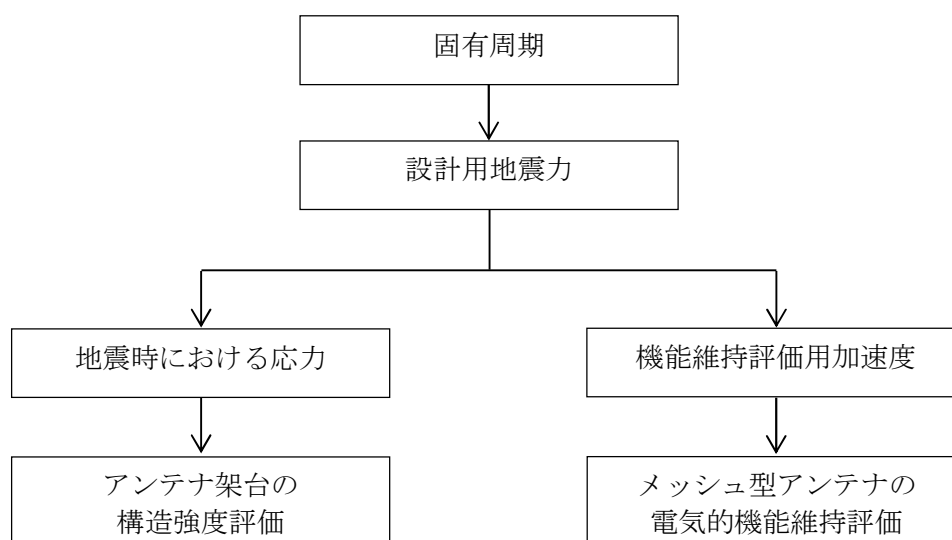 固有周期
設計用地震力
地震時における応力
機能維持評価用加速度
アンテナ架台の
構造強度評価
メッシュ型アンテナの
電気的機能維持評価